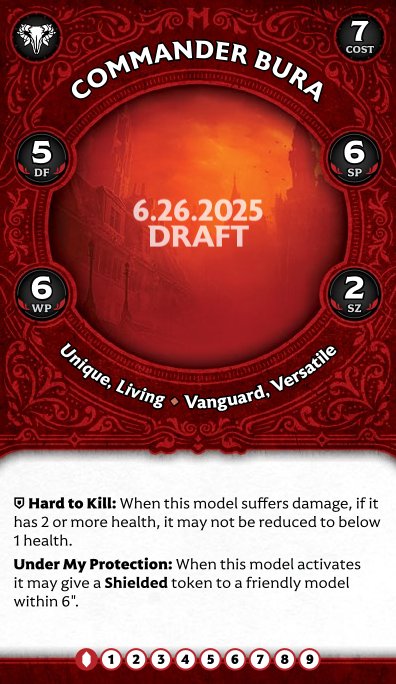 7
COST
COMMANDER BURA
5
DF
6
SP
6.26.2025
DRAFT
6
WP
2
SZ
Unique, Living ◆ Vanguard, Versatile
Hard to Kill: When this model suffers damage, if it
has 2 or more health, it may not be reduced to below
1 health.
Under My Protection: When this model activates
it may give a Shielded token to a friendly model
within 6".
1 2 3 4 5 6 7 8 9